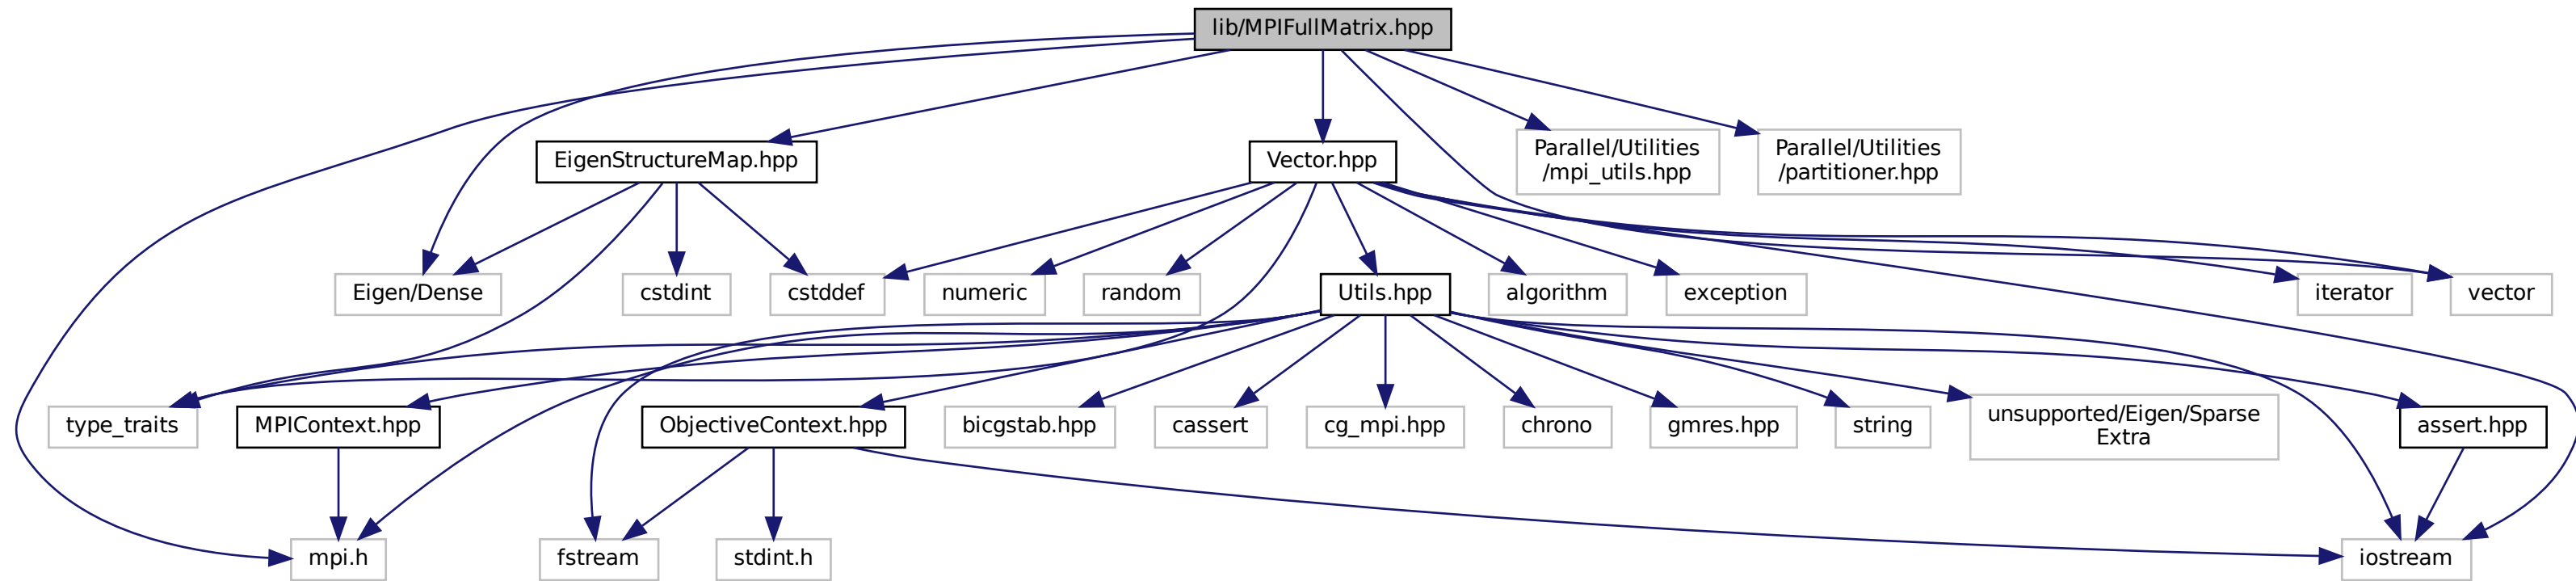 lib/MPIFullMatrix.hpp
EigenStructureMap.hpp
Vector.hpp
Parallel/Utilities
/mpi_utils.hpp
Parallel/Utilities
/partitioner.hpp
Eigen/Dense
cstdint
cstddef
numeric
random
Utils.hpp
algorithm
exception
iterator
vector
type_traits
MPIContext.hpp
ObjectiveContext.hpp
bicgstab.hpp
cassert
cg_mpi.hpp
chrono
gmres.hpp
string
unsupported/Eigen/Sparse
Extra
assert.hpp
mpi.h
fstream
stdint.h
iostream